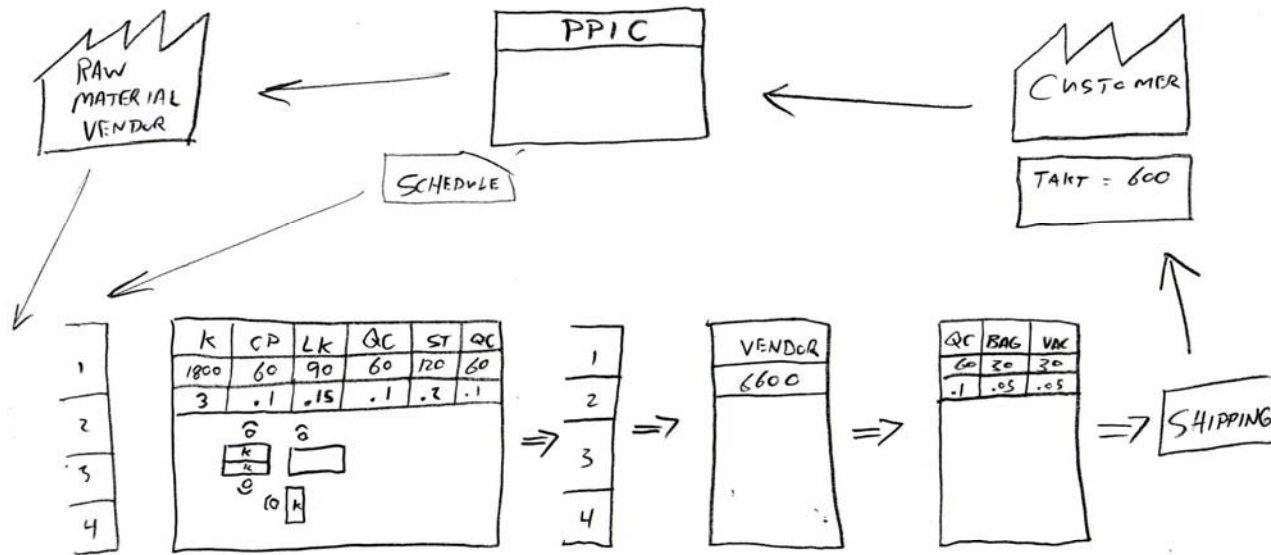 PPIC
RAW
MATERIAL
VENDOR
CUSTOMER
TAKT = 600
SCHEDULE
1
2
3
4
K CP LK QC ST QC
1800 60 90 60 120 60
3 .1 .15 .1 .2 .1
K
K
K
1
2
3
4
VENDOR
6600
QC BAG VAC
60 30 30
.1 .05 .05
SHIPPING